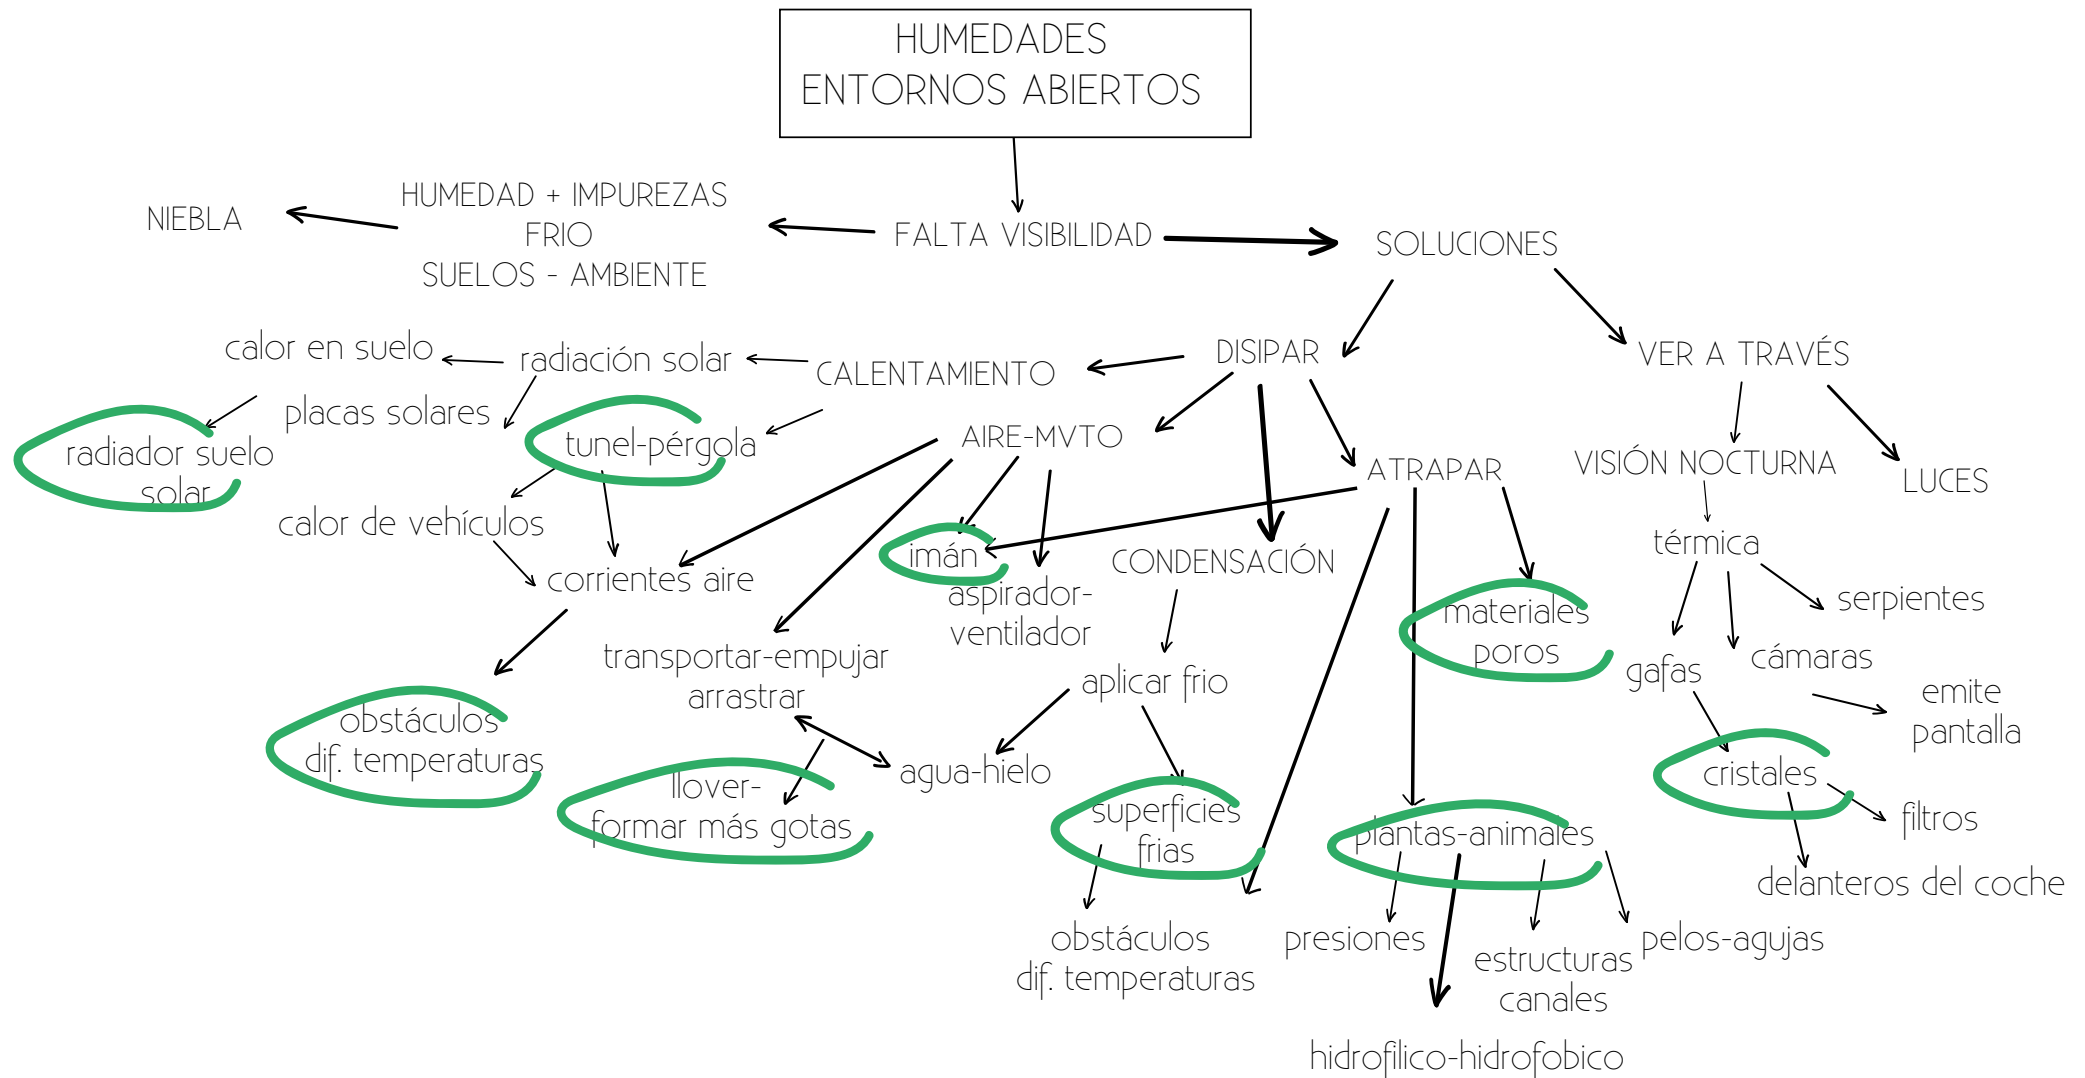 HUMEDADES
ENTORNOS ABIERTOS
NIEBLA
HUMEDAD + IMPUREZAS
FRIO
SUELOS - AMBIENTE
FALTA VISIBILIDAD
SOLUCIONES
calor en suelo
radiación solar
CALENTAMIENTO
DISIPAR
VER A TRAVÉS
placas solares
radiador suelo
solar
tunel-pérgola
AIRE-MVTO
ATRAPAR
VISIÓN NOCTURNA
LUCES
calor de vehículos
corrientes aire
imán
aspirador-
ventilador
CONDENSACIÓN
térmica
materiales
poros
serpientes
transportar-empujar
arrastrar
aplicar frio
gafas
cámaras
emite
pantalla
obstáculos
dif. temperaturas
llover-
formar más gotas
agua-hielo
superficies
frias
plantas-animales
cristales
filtros
delanteros del coche
obstáculos
dif. temperaturas
presiones
estructuras
canales
pelos-agujas
hidrofilico-hidrofobico